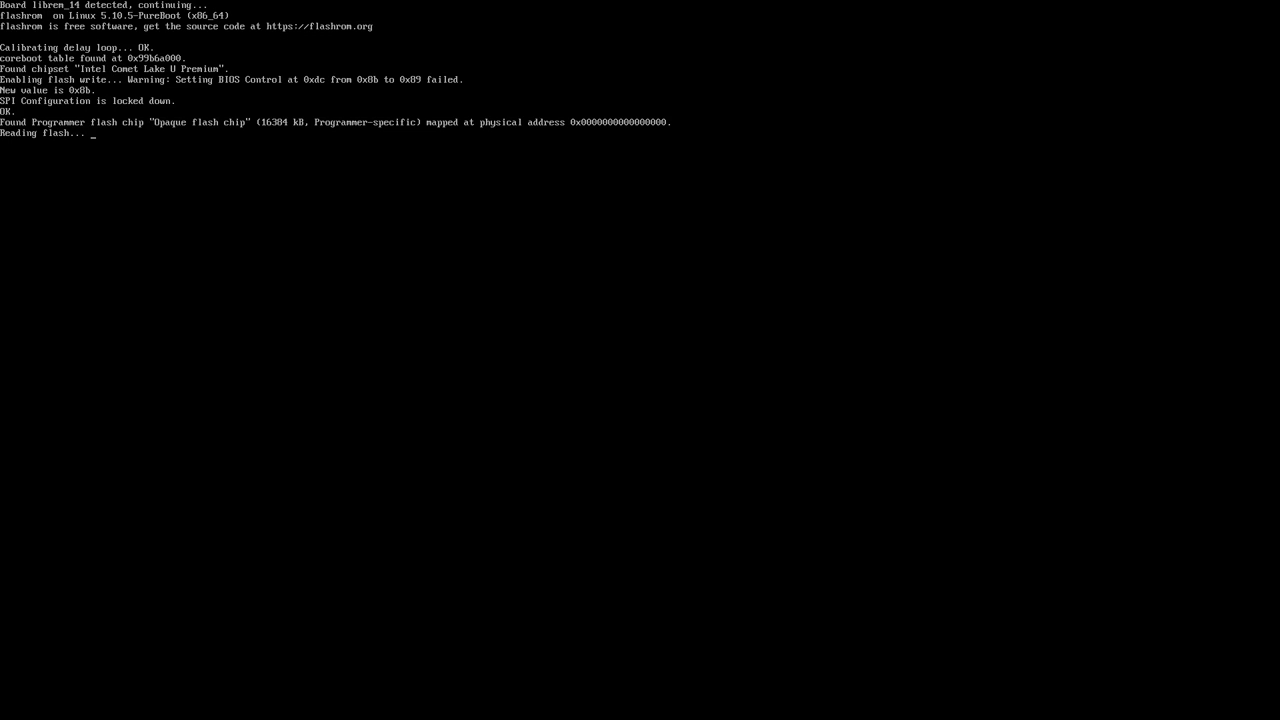 Board librem_14 detected, continuing...
flashrom  on Linux 5.10.5-PureBoot (x86_64)
flashrom is free software, get the source code at https://flashrom.org
Calibrating delay loop... OK.
coreboot table found at 0x99b6a000.
Found chipset "Intel Comet Lake U Premium".
Enabling flash write... Warning: Setting BIOS Control at 0xdc from 0x8b to 0x89 failed.
New value is 0x8b.
SPI Configuration is locked down.
OK.
Found Programmer flash chip "Opaque flash chip" (16384 kB, Programmer-specific) mapped at physical address 0x0000000000000000.
Reading flash... _